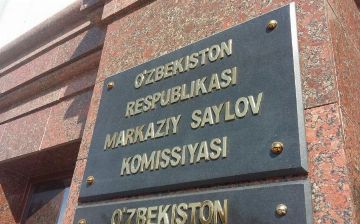 O'ZBEKISTON
RESPUBLIKASI
MARKAZIY SAYLOV
KOMISSIYASI
O'ZBEKISTON